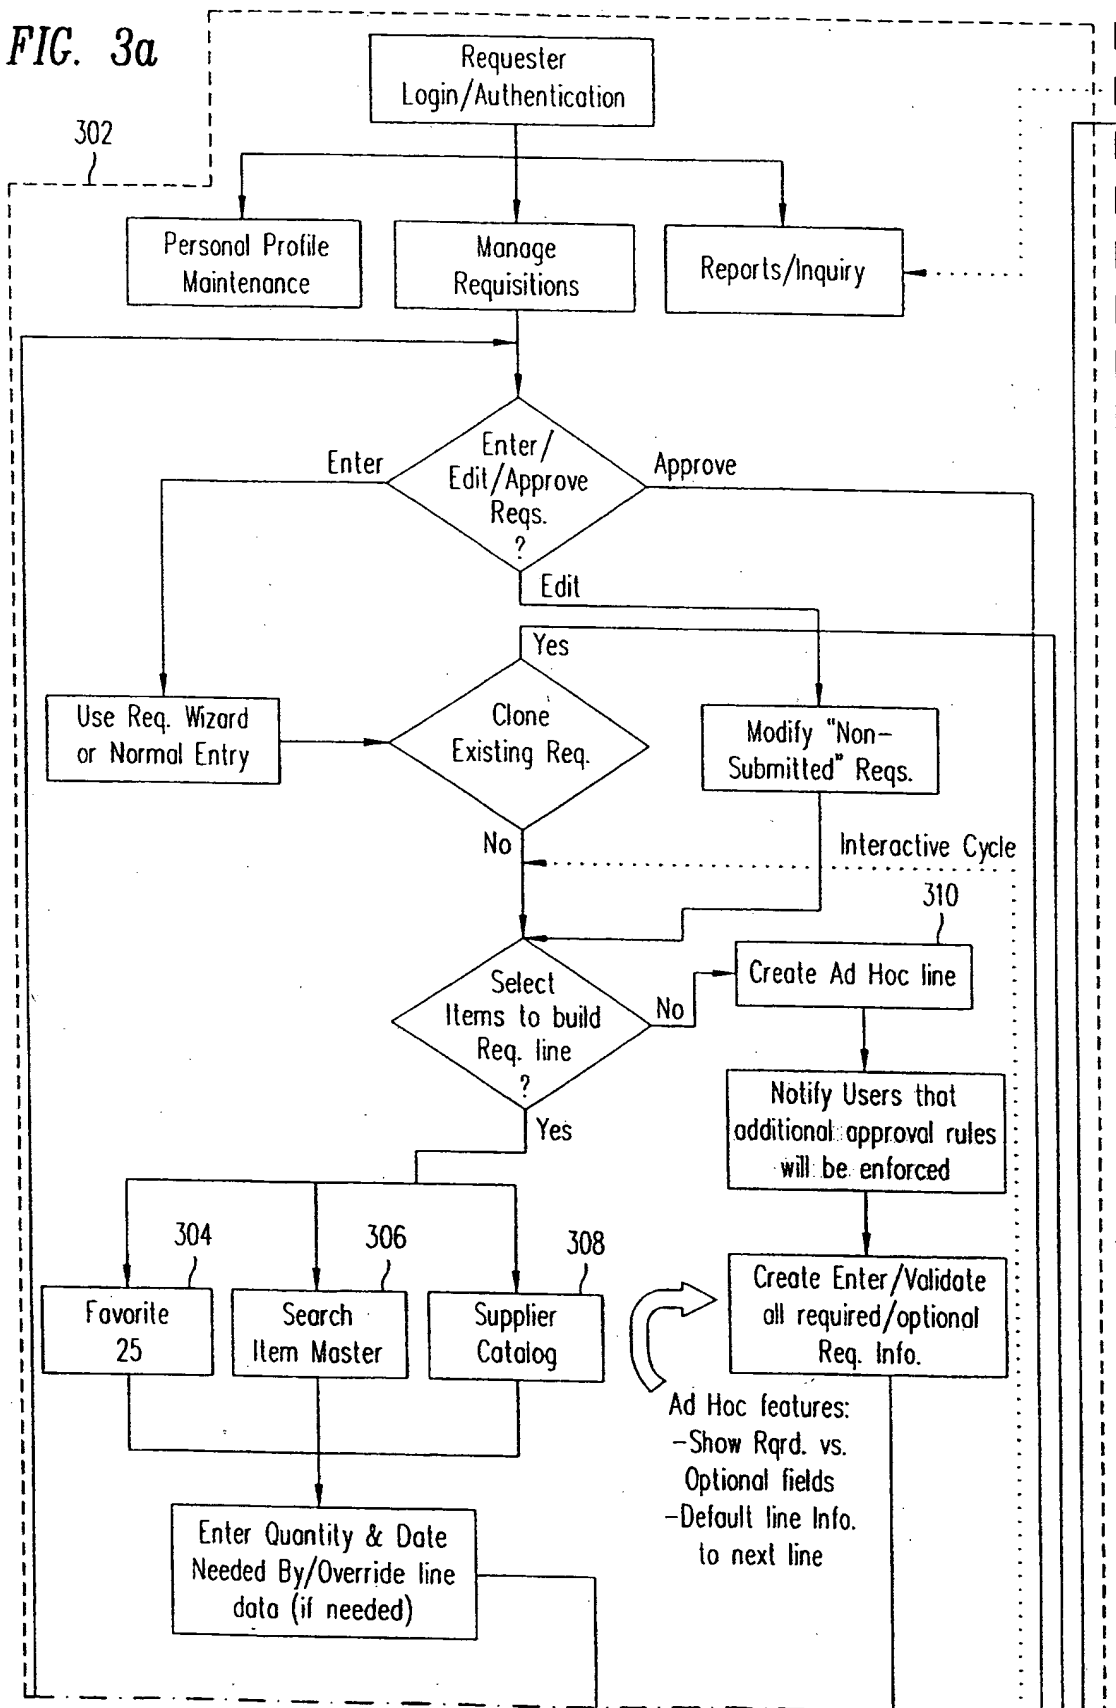 FIG. 3a
Requester
Login/Authentication
302
Personal Profile
Maintenance
Manage
Requisitions
Reports/Inquiry
Enter/
Edit/Approve
Reqs.
?
Enter
Approve
Edit
Yes
Use Req. Wizard
or Normal Entry
Clone
Existing Req.
Modify "Non-
Submitted" Reqs.
No
Interactive Cycle
310
Select
Items to build
Req. line
?
No
Create Ad Hoc line
Yes
Notify Users that
additional approval rules
will be enforced
304
306
308
Favorite
25
Search
Item Master
Supplier
Catalog
Create Enter/Validate
all required/optional
Req. Info.
Ad Hoc features:
-Show Rqrd. vs.
Optional fields
-Default line Info.
to next line
Enter Quantity & Date
Needed By/Override line
data (if needed)